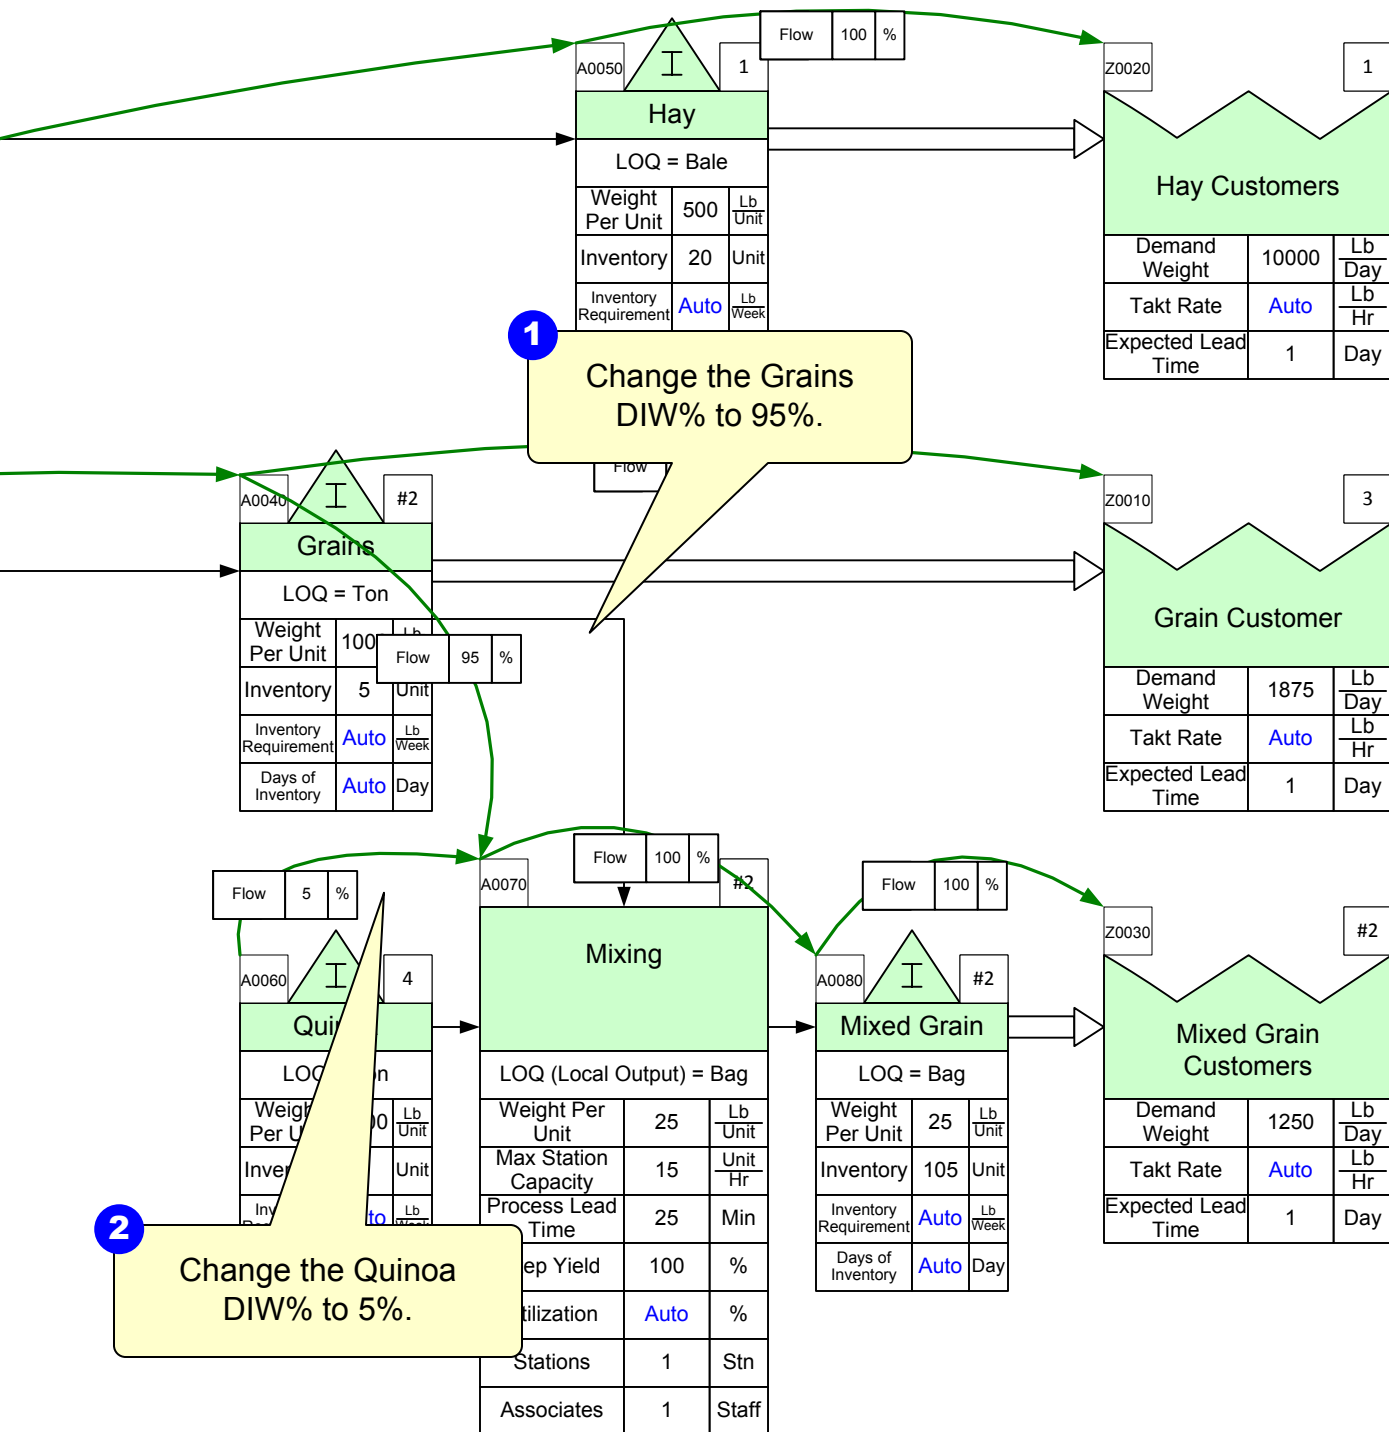 Flow 100 %
A0050
I
1
Hay
LOQ = Bale
Weight
Per Unit
500
Lb
Unit
Inventory 20 Unit
Inventory
Requirement
Auto
Lb
Week
Z0020
1
Hay Customers
Demand
Weight
10000
Lb
Day
Takt Rate
Auto
Lb
Hr
Expected Lead
Time
1
Day
1
Change the Grains
DIW% to 95%.
Flow
A0040
I
#2
Grains
LOQ = Ton
Weight
Per Unit
100
Flow 95 %
Inventory 5 Unit
Inventory
Requirement
Auto
Lb
Week
Days of
Inventory
Auto
Day
Z0010
3
Grain Customer
Demand
Weight
1875
Lb
Day
Takt Rate
Auto
Lb
Hr
Expected Lead
Time
1
Day
Flow 5 %
A0060
I
4
LOQ
Lb
Unit
Unit
Lb
2
Change the Quinoa
DIW% to 5%.
Flow 100 %
A0070
#2
Mixing
LOQ (Local Output) = Bag
Weight Per
Unit
25
Lb
Unit
Max Station
Capacity
15
Unit
Hr
Process Lead
Time
25
Min
Yield 100 %
Auto %
Stations 1 Stn
Associates 1 Staff
Flow 100 %
A0080
I
#2
Mixed Grain
LOQ = Bag
Weight
Per Unit
25
Lb
Unit
Inventory 105 Unit
Inventory
Requirement
Auto
Lb
Week
Days of
Inventory
Auto
Day
Z0030
#2
Mixed Grain
Customers
Demand
Weight
1250
Lb
Day
Takt Rate
Auto
Lb
Hr
Expected Lead
Time
1
Day